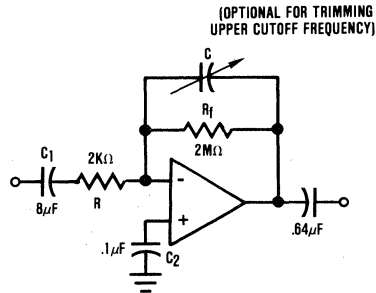 (OPTIONAL FOR TRIMMING
UPPER CUTOFF FREQUENCY)
C
Rf
2MΩ
C1
8µF
2KΩ
R
-
+
.1µF
C2
.64µF